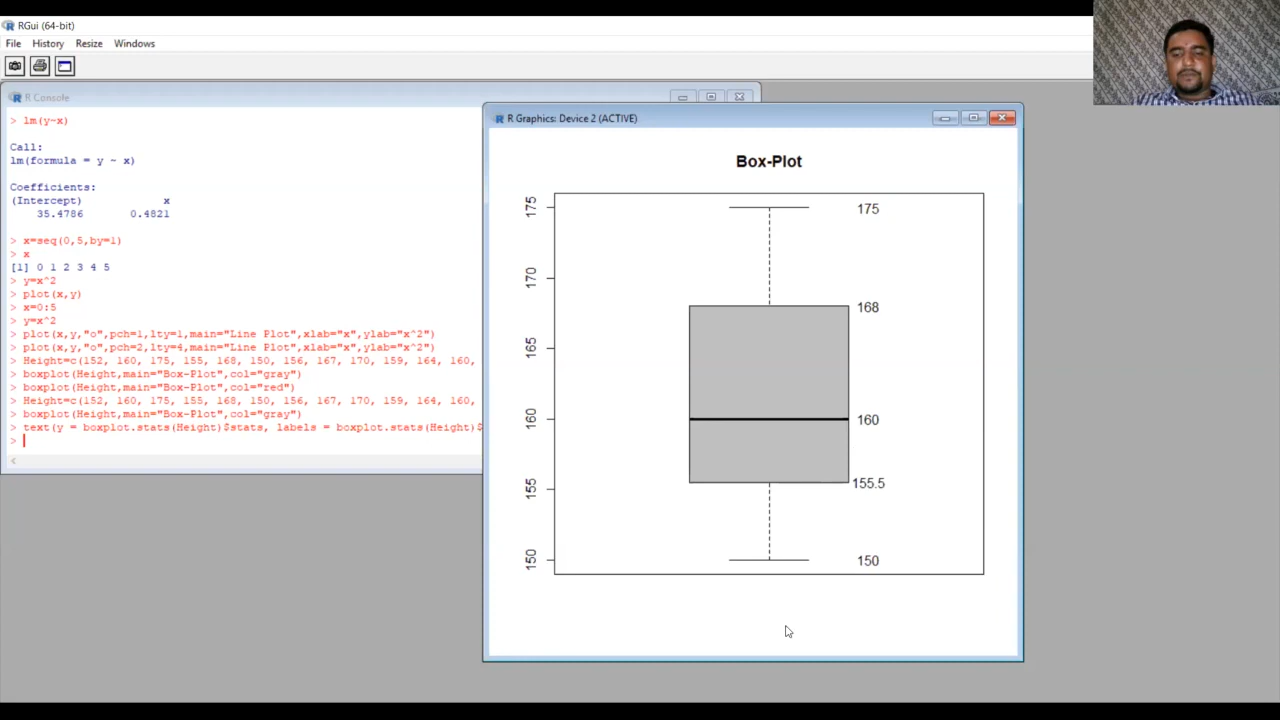 RGui (64-bit)
File History Resize Windows
R Console
> lm(y~x)
Call:
lm(formula = y ~ x)
Coefficients:
(Intercept) x
35.4786 0.4821
> x=seq(0,5,by=1)
> x
[1] 0 1 2 3 4 5
> y=x^2
> plot(x,y)
> x=0:5
> y=x^2
> plot(x,y,"o",pch=1,lty=1,main="Line Plot",xlab="x",ylab="x^2")
> plot(x,y,"o",pch=2,lty=4,main="Line Plot",xlab="x",ylab="x^2")
> Height=c(152, 160, 175, 155, 168, 150, 156, 167, 170, 159, 164, 160,
> boxplot(Height,main="Box-Plot",col="gray")
> boxplot(Height,main="Box-Plot",col="red")
> Height=c(152, 160, 175, 155, 168, 150, 156, 167, 170, 159, 164, 160,
> boxplot(Height,main="Box-Plot",col="gray")
> text(y = boxplot.stats(Height)$stats, labels = boxplot.stats(Height)$
>
R Graphics: Device 2 (ACTIVE)
Box-Plot
175
170
165
160
155
150
175
168
160
155.5
150